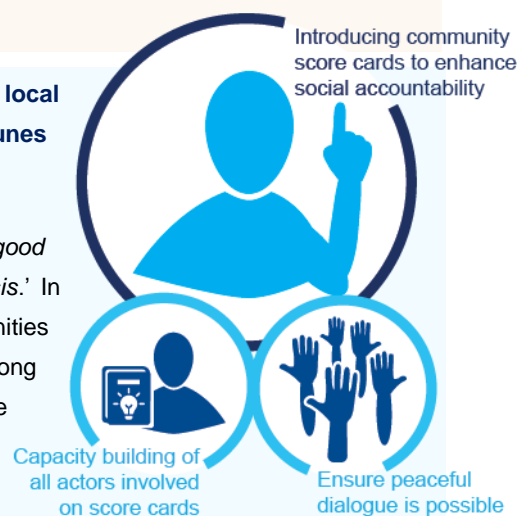 Introducing community
score cards to enhance
social accountability
local
unes
good
is.’ In
nities
ong
e
Capacity building of
all actors involved
on score cards
Ensure peaceful
dialogue is possible